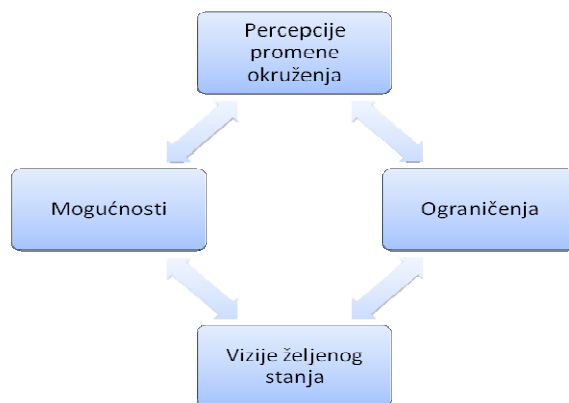 Percepcije
promene
okruženja
Mogućnosti
Ograničenja
Vizije željenog
stanja